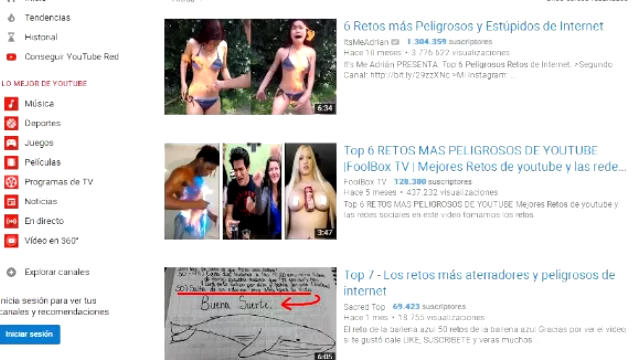 Tendencias
Historial
Conseguir YouTube Red
LO MEJOR DE YOUTUBE
Música
Deportes
Juegos
Películas
Programas de TV
Noticias
En directo
Vídeo en 360°
Explorar canales
nicia sesión para ver tus
canales y recomendaciones
Iniciar sesión
6 Retos más Peligrosos y Estúpidos de Internet
ItsMeAdrian 1.304.359 suscriptores
Hace 10 meses • 3.776.622 visualizaciones
It's Me Adrián PRESENTA: Top 6 Peligrosos Retos de Internet. >Segundo
Canal: http://bit.ly/29zzXNc >Mi Instagram: ...
6:34
Top 6 RETOS MAS PELIGROSOS DE YOUTUBE
|FoolBox TV | Mejores Retos de youtube y las rede...
FoolBox TV 128.380 suscriptores
Hace 5 meses • 437.232 visualizaciones
Top 6 RETOS MAS PELIGROSOS DE YOUTUBE Mejores Retos de youtube y
las redes sociales en este video tomamos los retos
3:47
Top 7 - Los retos más aterradores y peligrosos de
internet
Sacred Top 69.423 suscriptores
Hace 1 mes • 18.755 visualizaciones
El reto de la ballena azul 50 retos de la ballena azul Gracias por ver el video,
si te gustó dale LIKE, SUSCRIBETE y veras muchos...
Buena Suerte.
6:05